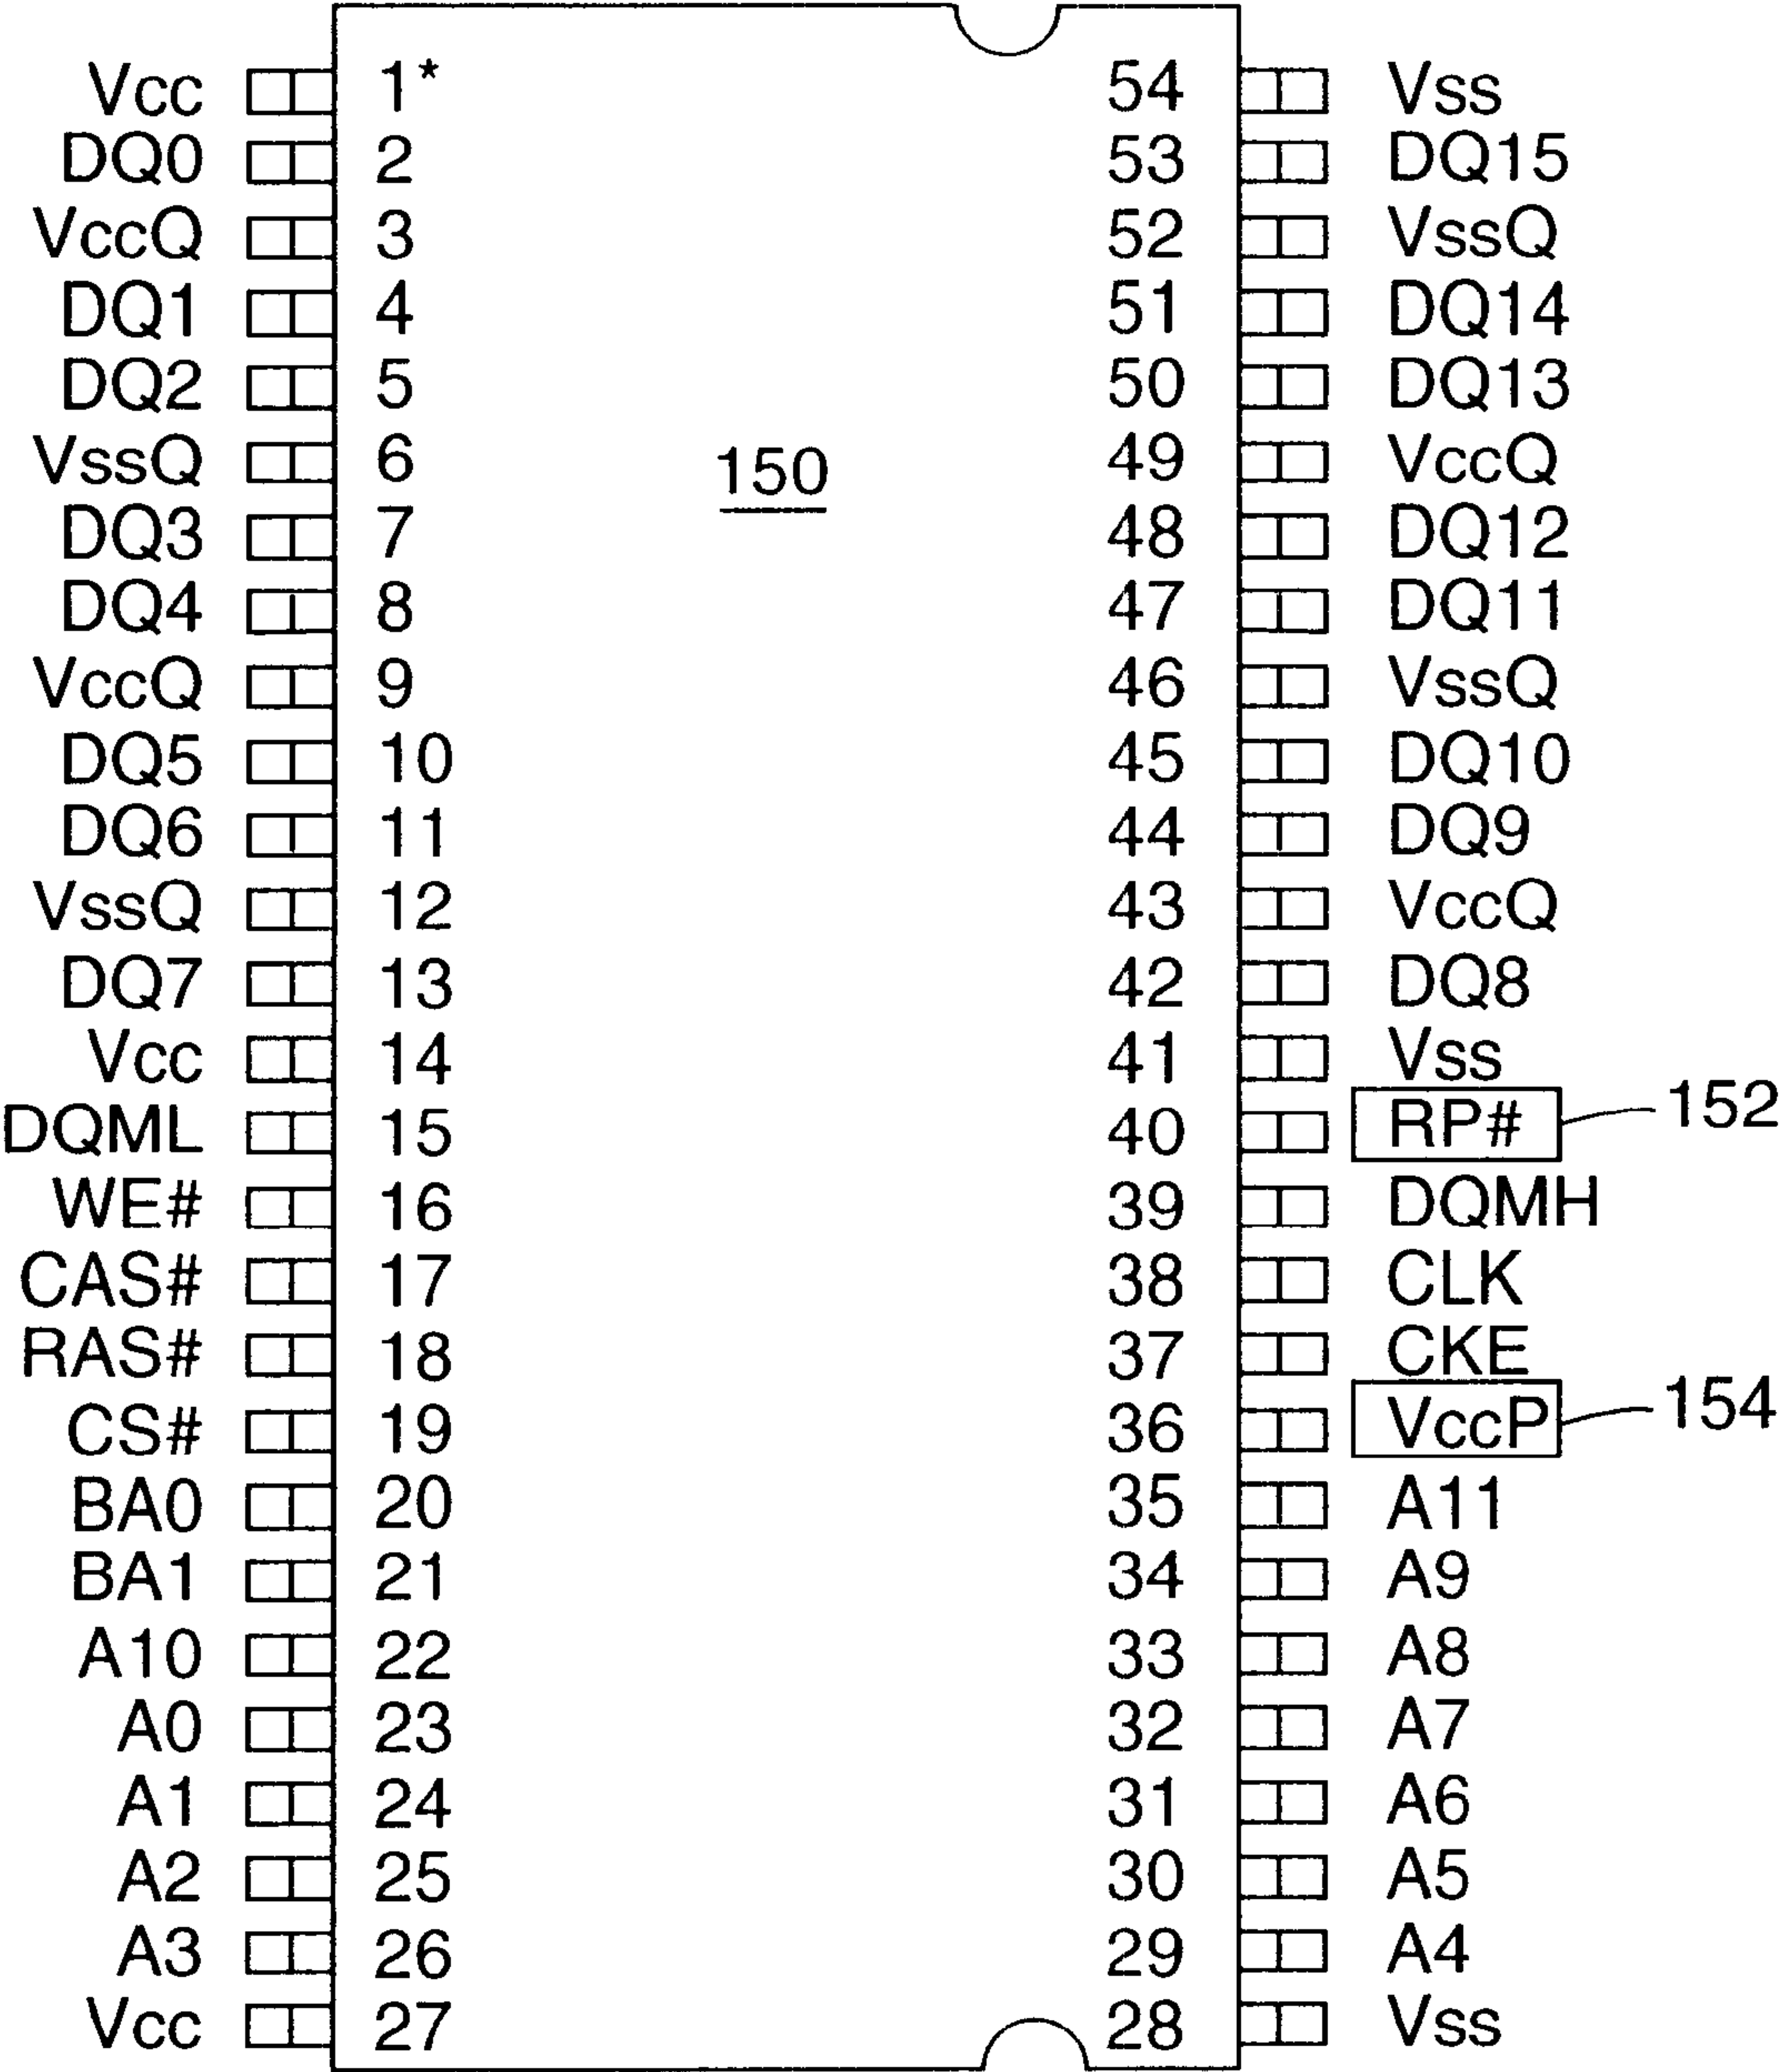 Vcc 1* 54 Vss
DQ0 2 53 DQ15
VccQ 3 52 VssQ
DQ1 4 51 DQ14
DQ2 5 50 DQ13
VssQ 6 150 49 VccQ
DQ3 7 48 DQ12
DQ4 8 47 DQ11
VccQ 9 46 VssQ
DQ5 10 45 DQ10
DQ6 11 44 DQ9
VssQ 12 43 VccQ
DQ7 13 42 DQ8
Vcc 14 41 Vss
DQML 15 40 RP# 152
WE# 16 39 DQMH
CAS# 17 38 CLK
RAS# 18 37 CKE
CS# 19 36 VccP 154
BA0 20 35 A11
BA1 21 34 A9
A10 22 33 A8
A0 23 32 A7
A1 24 31 A6
A2 25 30 A5
A3 26 29 A4
Vcc 27 28 Vss